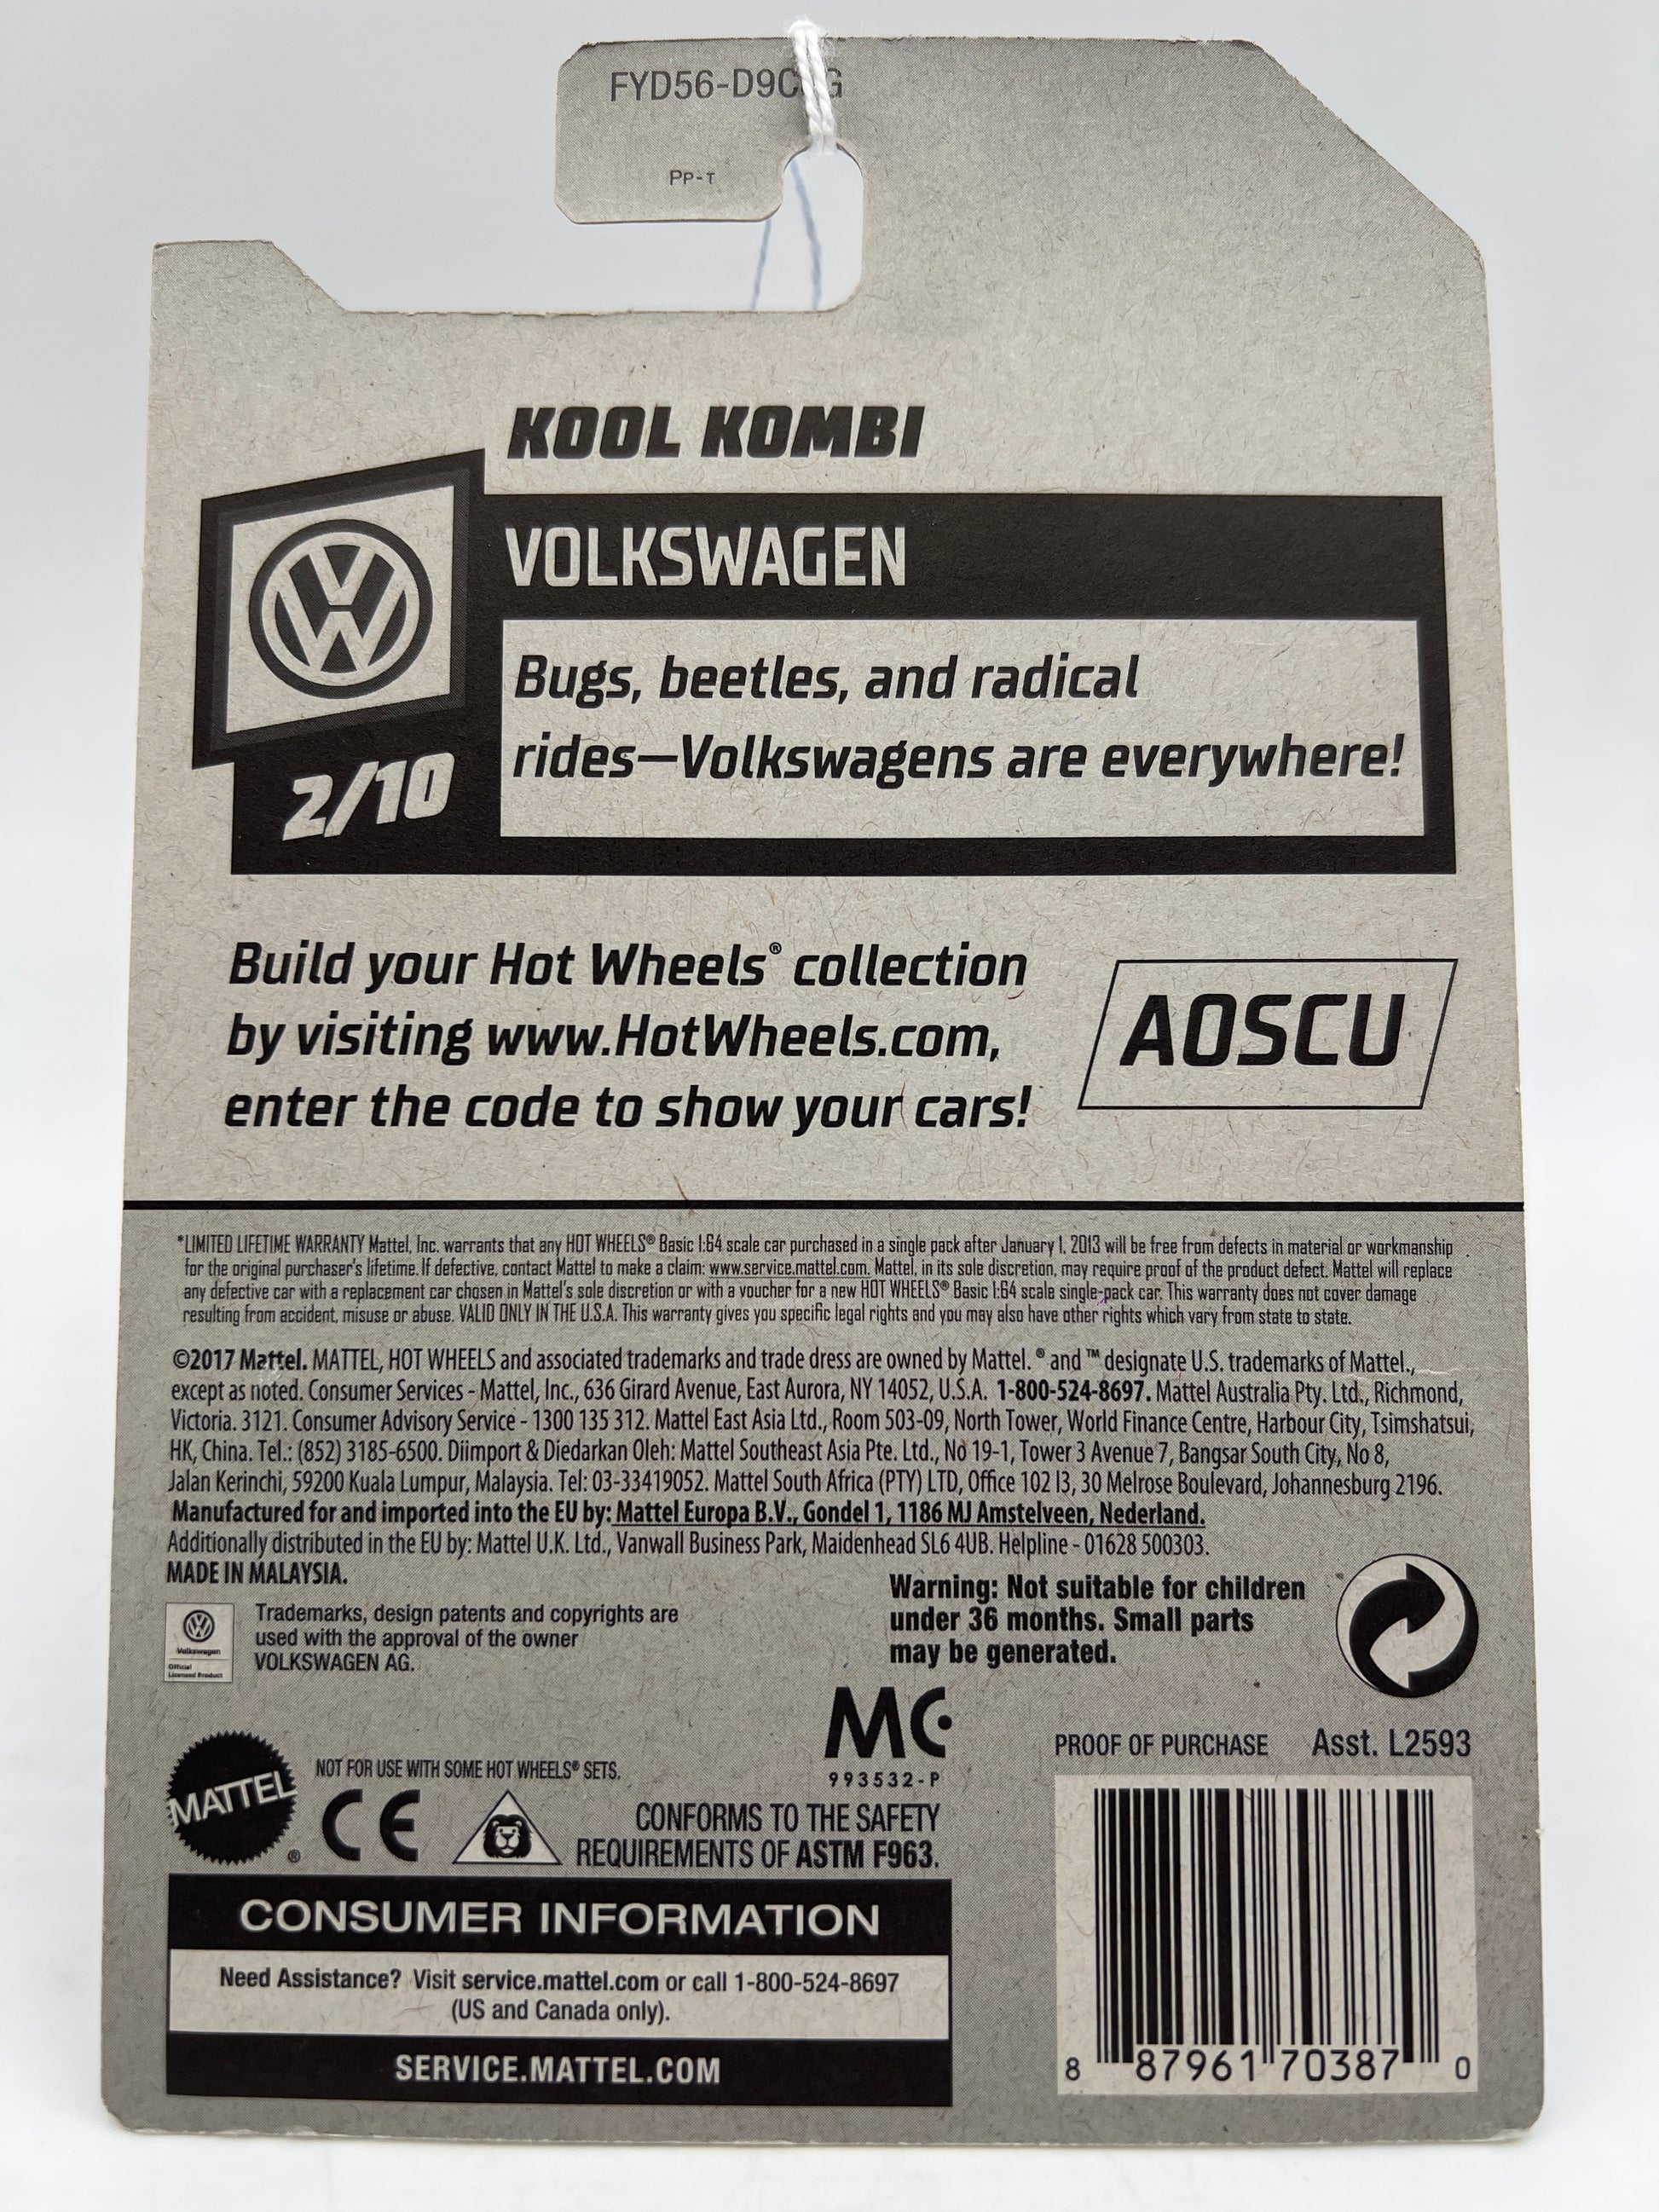 FYD56-D9C
PP-T
KOOL KOMBI
VOLKSWAGEN
Bugs, beetles, and radical
rides—Volkswagens are everywhere!
2/10
Build your Hot Wheels® collection
by visiting www.HotWheels.com,
enter the code to show your cars!
AOSCU
*LIMITED LIFETIME WARRANTY Mattel, Inc. warrants that any HOT WHEELS® Basic 1:64 scale car purchased in a single pack after January 1, 2013 will be free from defects in material or workmanship
for the original purchaser's lifetime. If defective, contact Mattel to make a claim: www.service.mattel.com. Mattel, in its sole discretion, may require proof of the product defect. Mattel will replace
any defective car with a replacement car chosen in Mattel's sole discretion or with a voucher for a new HOT WHEELS® Basic 1:64 scale single-pack car. This warranty does not cover damage
resulting from accident, misuse or abuse. VALID ONLY IN THE U.S.A. This warranty gives you specific legal rights and you may also have other rights which vary from state to state.
©2017 Mattel. MATTEL, HOT WHEELS and associated trademarks and trade dress are owned by Mattel. ® and ™ designate U.S. trademarks of Mattel.,
except as noted. Consumer Services - Mattel, Inc., 636 Girard Avenue, East Aurora, NY 14052, U.S.A. 1-800-524-8697. Mattel Australia Pty. Ltd., Richmond,
Victoria. 3121. Consumer Advisory Service - 1300 135 312. Mattel East Asia Ltd., Room 503-09, North Tower, World Finance Centre, Harbour City, Tsimshatsui,
HK, China. Tel.: (852) 3185-6500. Diimport & Diedarkan Oleh: Mattel Southeast Asia Pte. Ltd., No 19-1, Tower 3 Avenue 7, Bangsar South City, No 8,
Jalan Kerinchi, 59200 Kuala Lumpur, Malaysia. Tel: 03-33419052. Mattel South Africa (PTY) LTD, Office 102 I3, 30 Melrose Boulevard, Johannesburg 2196.
Manufactured for and imported into the EU by: Mattel Europa B.V., Gondel 1, 1186 MJ Amstelveen, Nederland.
Additionally distributed in the EU by: Mattel U.K. Ltd., Vanwall Business Park, Maidenhead SL6 4UB. Helpline - 01628 500303.
MADE IN MALAYSIA.
Volkswagen
Official
Licensed Product
Trademarks, design patents and copyrights are
used with the approval of the owner
VOLKSWAGEN AG.
Warning: Not suitable for children
under 36 months. Small parts
may be generated.
MC
993532-P
PROOF OF PURCHASE Asst. L2593
MATTEL®
NOT FOR USE WITH SOME HOT WHEELS® SETS.
CE
CONFORMS TO THE SAFETY
REQUIREMENTS OF ASTM F963.
CONSUMER INFORMATION
Need Assistance? Visit service.mattel.com or call 1-800-524-8697
(US and Canada only).
SERVICE.MATTEL.COM
8 87961 70387 0